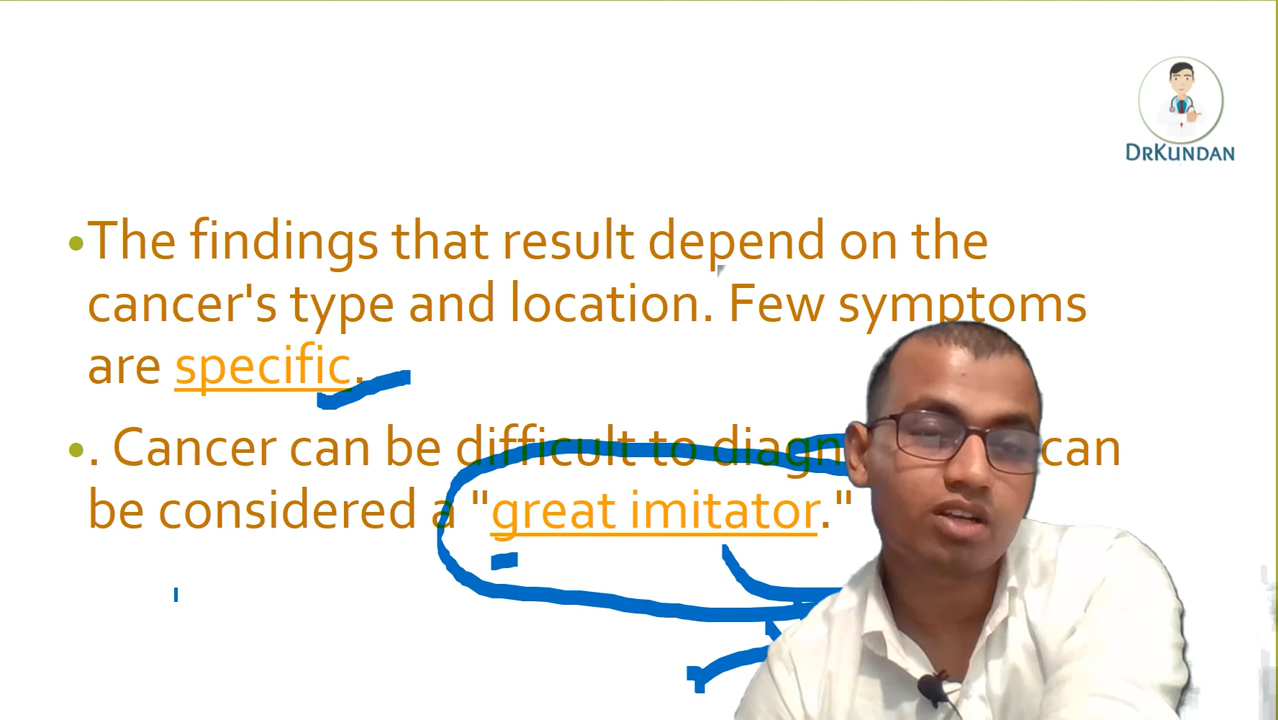 DrKundan
•The findings that result depend on the
cancer's type and location. Few symptoms
are specific.
•. Cancer can be difficult to can
be considered a "great imitator."